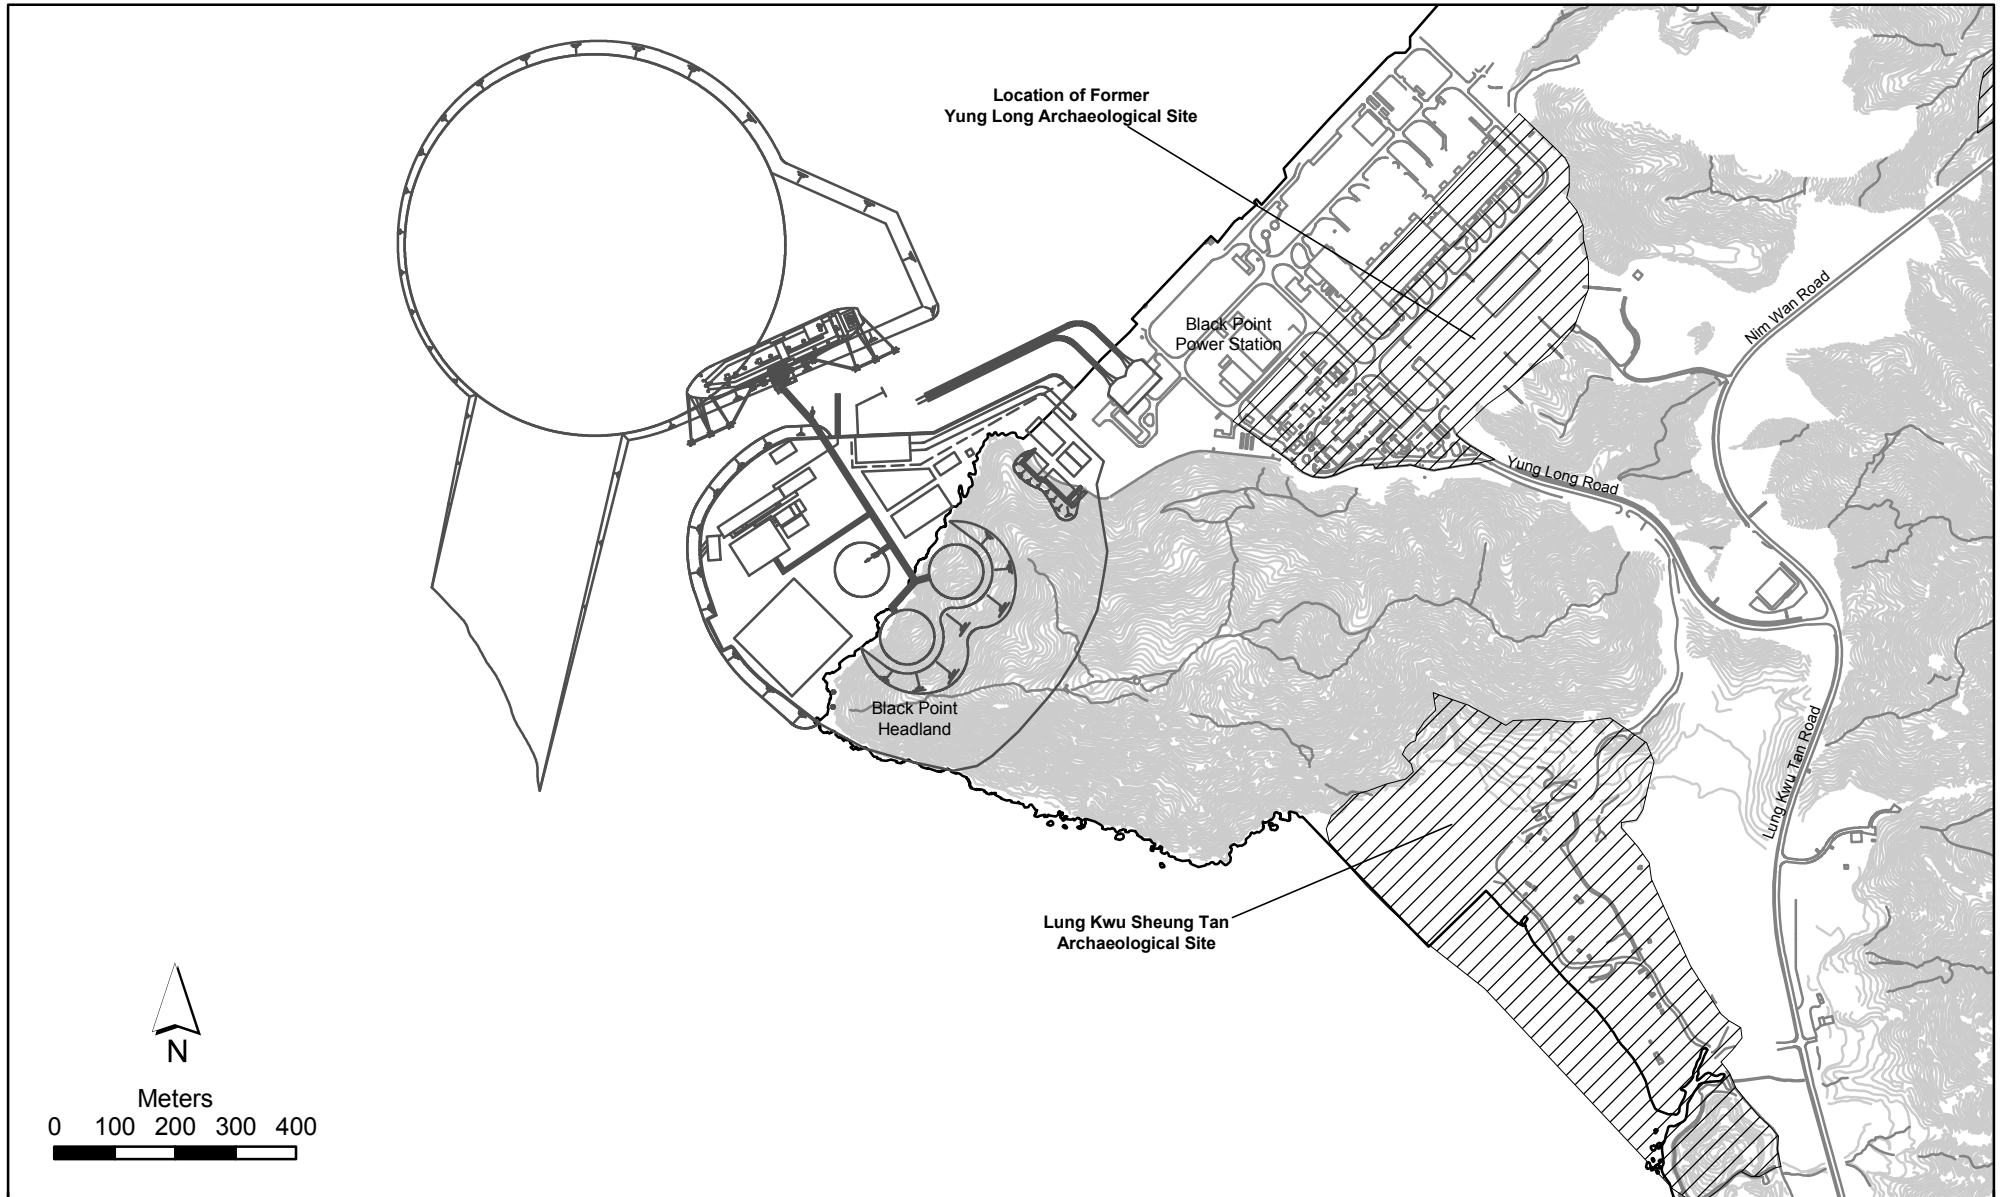 Location of Former
Yung Long Archaeological Site
Nim Wan Road
Black Point
Power Station
Yung Long Road
Black Point
Headland
Lung Kwu Tan Road
Lung Kwu Sheung Tan
Archaeological Site
N
Meters
0 100 200 300 400